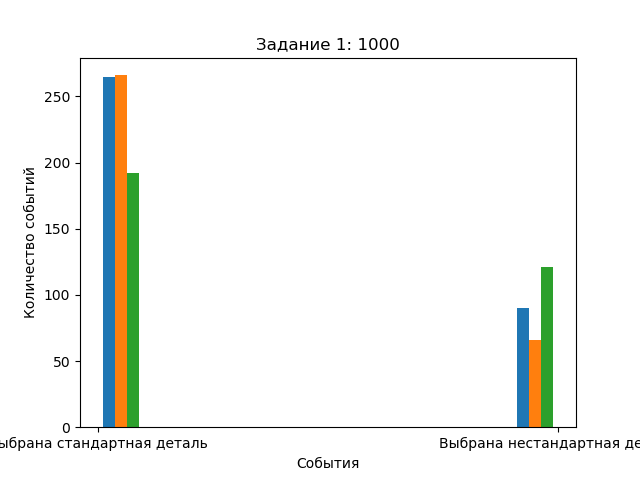 Задание 1: 1000
Количество событий
250
200
150
100
50
0
ыбрана стандартная деталь
Выбрана нестандартная де
События